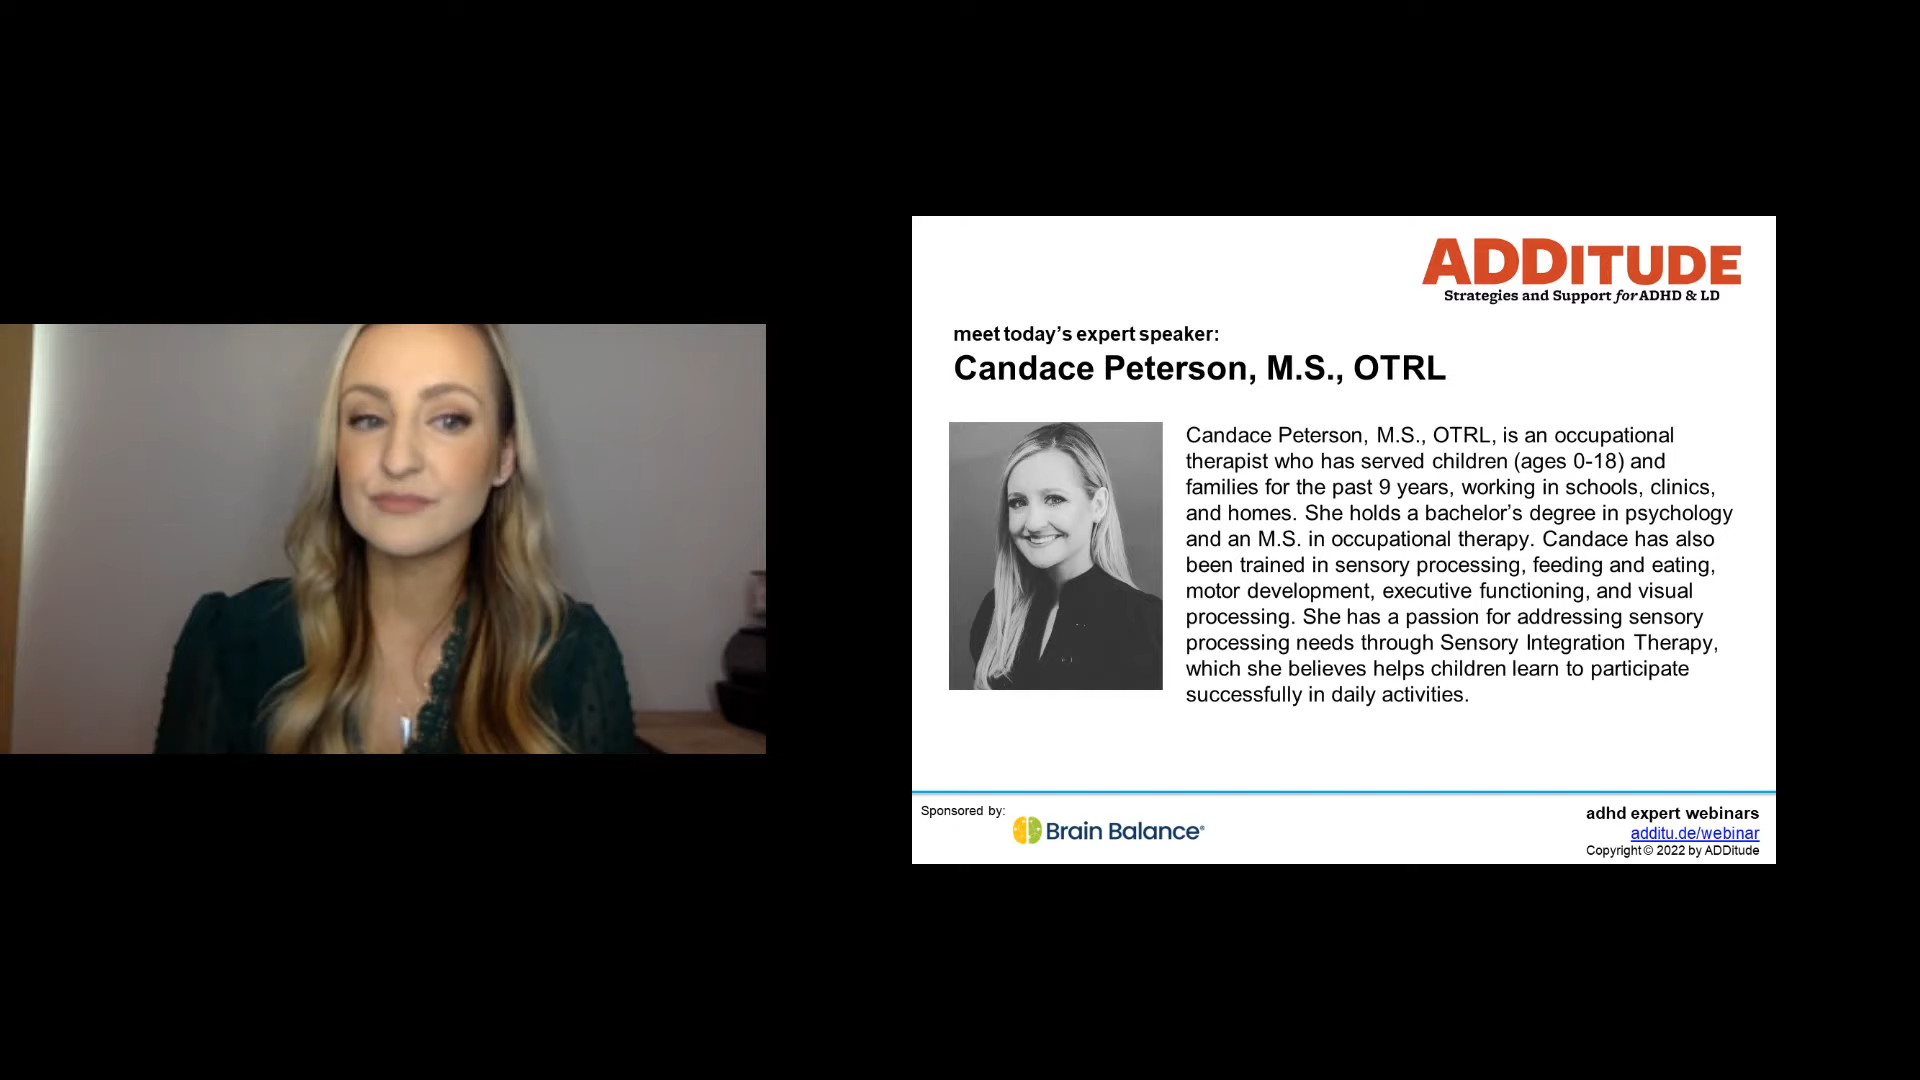 ADDITUDE
Strategies and Support for ADHD & LD
meet today’s expert speaker:
Candace Peterson, M.S., OTRL
Candace Peterson, M.S., OTRL, is an occupational
therapist who has served children (ages 0-18) and
families for the past 9 years, working in schools, clinics,
and homes. She holds a bachelor’s degree in psychology
and an M.S. in occupational therapy. Candace has also
been trained in sensory processing, feeding and eating,
motor development, executive functioning, and visual
processing. She has a passion for addressing sensory
processing needs through Sensory Integration Therapy,
which she believes helps children learn to participate
successfully in daily activities.
Sponsored by:
Brain Balance®
adhd expert webinars
additu.de/webinar
Copyright © 2022 by ADDitude